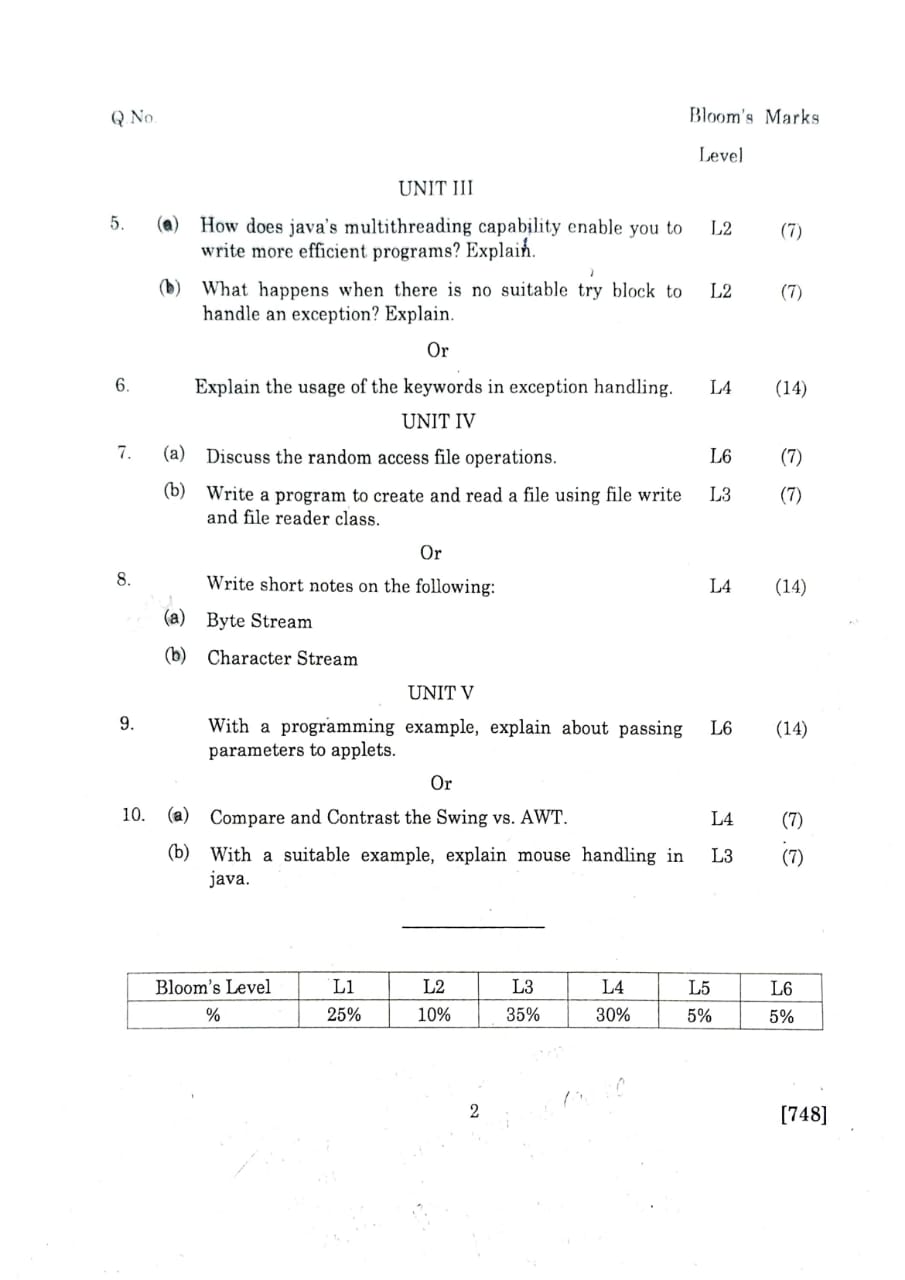 Q No. Bloom's Marks
Level
UNIT III
5. (a) How does java's multithreading capability enable you to L2 (7)
write more efficient programs? Explain.
(b) What happens when there is no suitable try block to L2 (7)
handle an exception? Explain.
Or
6. Explain the usage of the keywords in exception handling. L4 (14)
UNIT IV
7. (a) Discuss the random access file operations. L6 (7)
(b) Write a program to create and read a file using file write L3 (7)
and file reader class.
Or
8. Write short notes on the following: L4 (14)
(a) Byte Stream
(b) Character Stream
UNIT V
9. With a programming example, explain about passing L6 (14)
parameters to applets.
Or
10. (a) Compare and Contrast the Swing vs. AWT. L4 (7)
(b) With a suitable example, explain mouse handling in L3 (7)
java.
Bloom's Level L1 L2 L3 L4 L5 L6
% 25% 10% 35% 30% 5% 5%
2 [748]